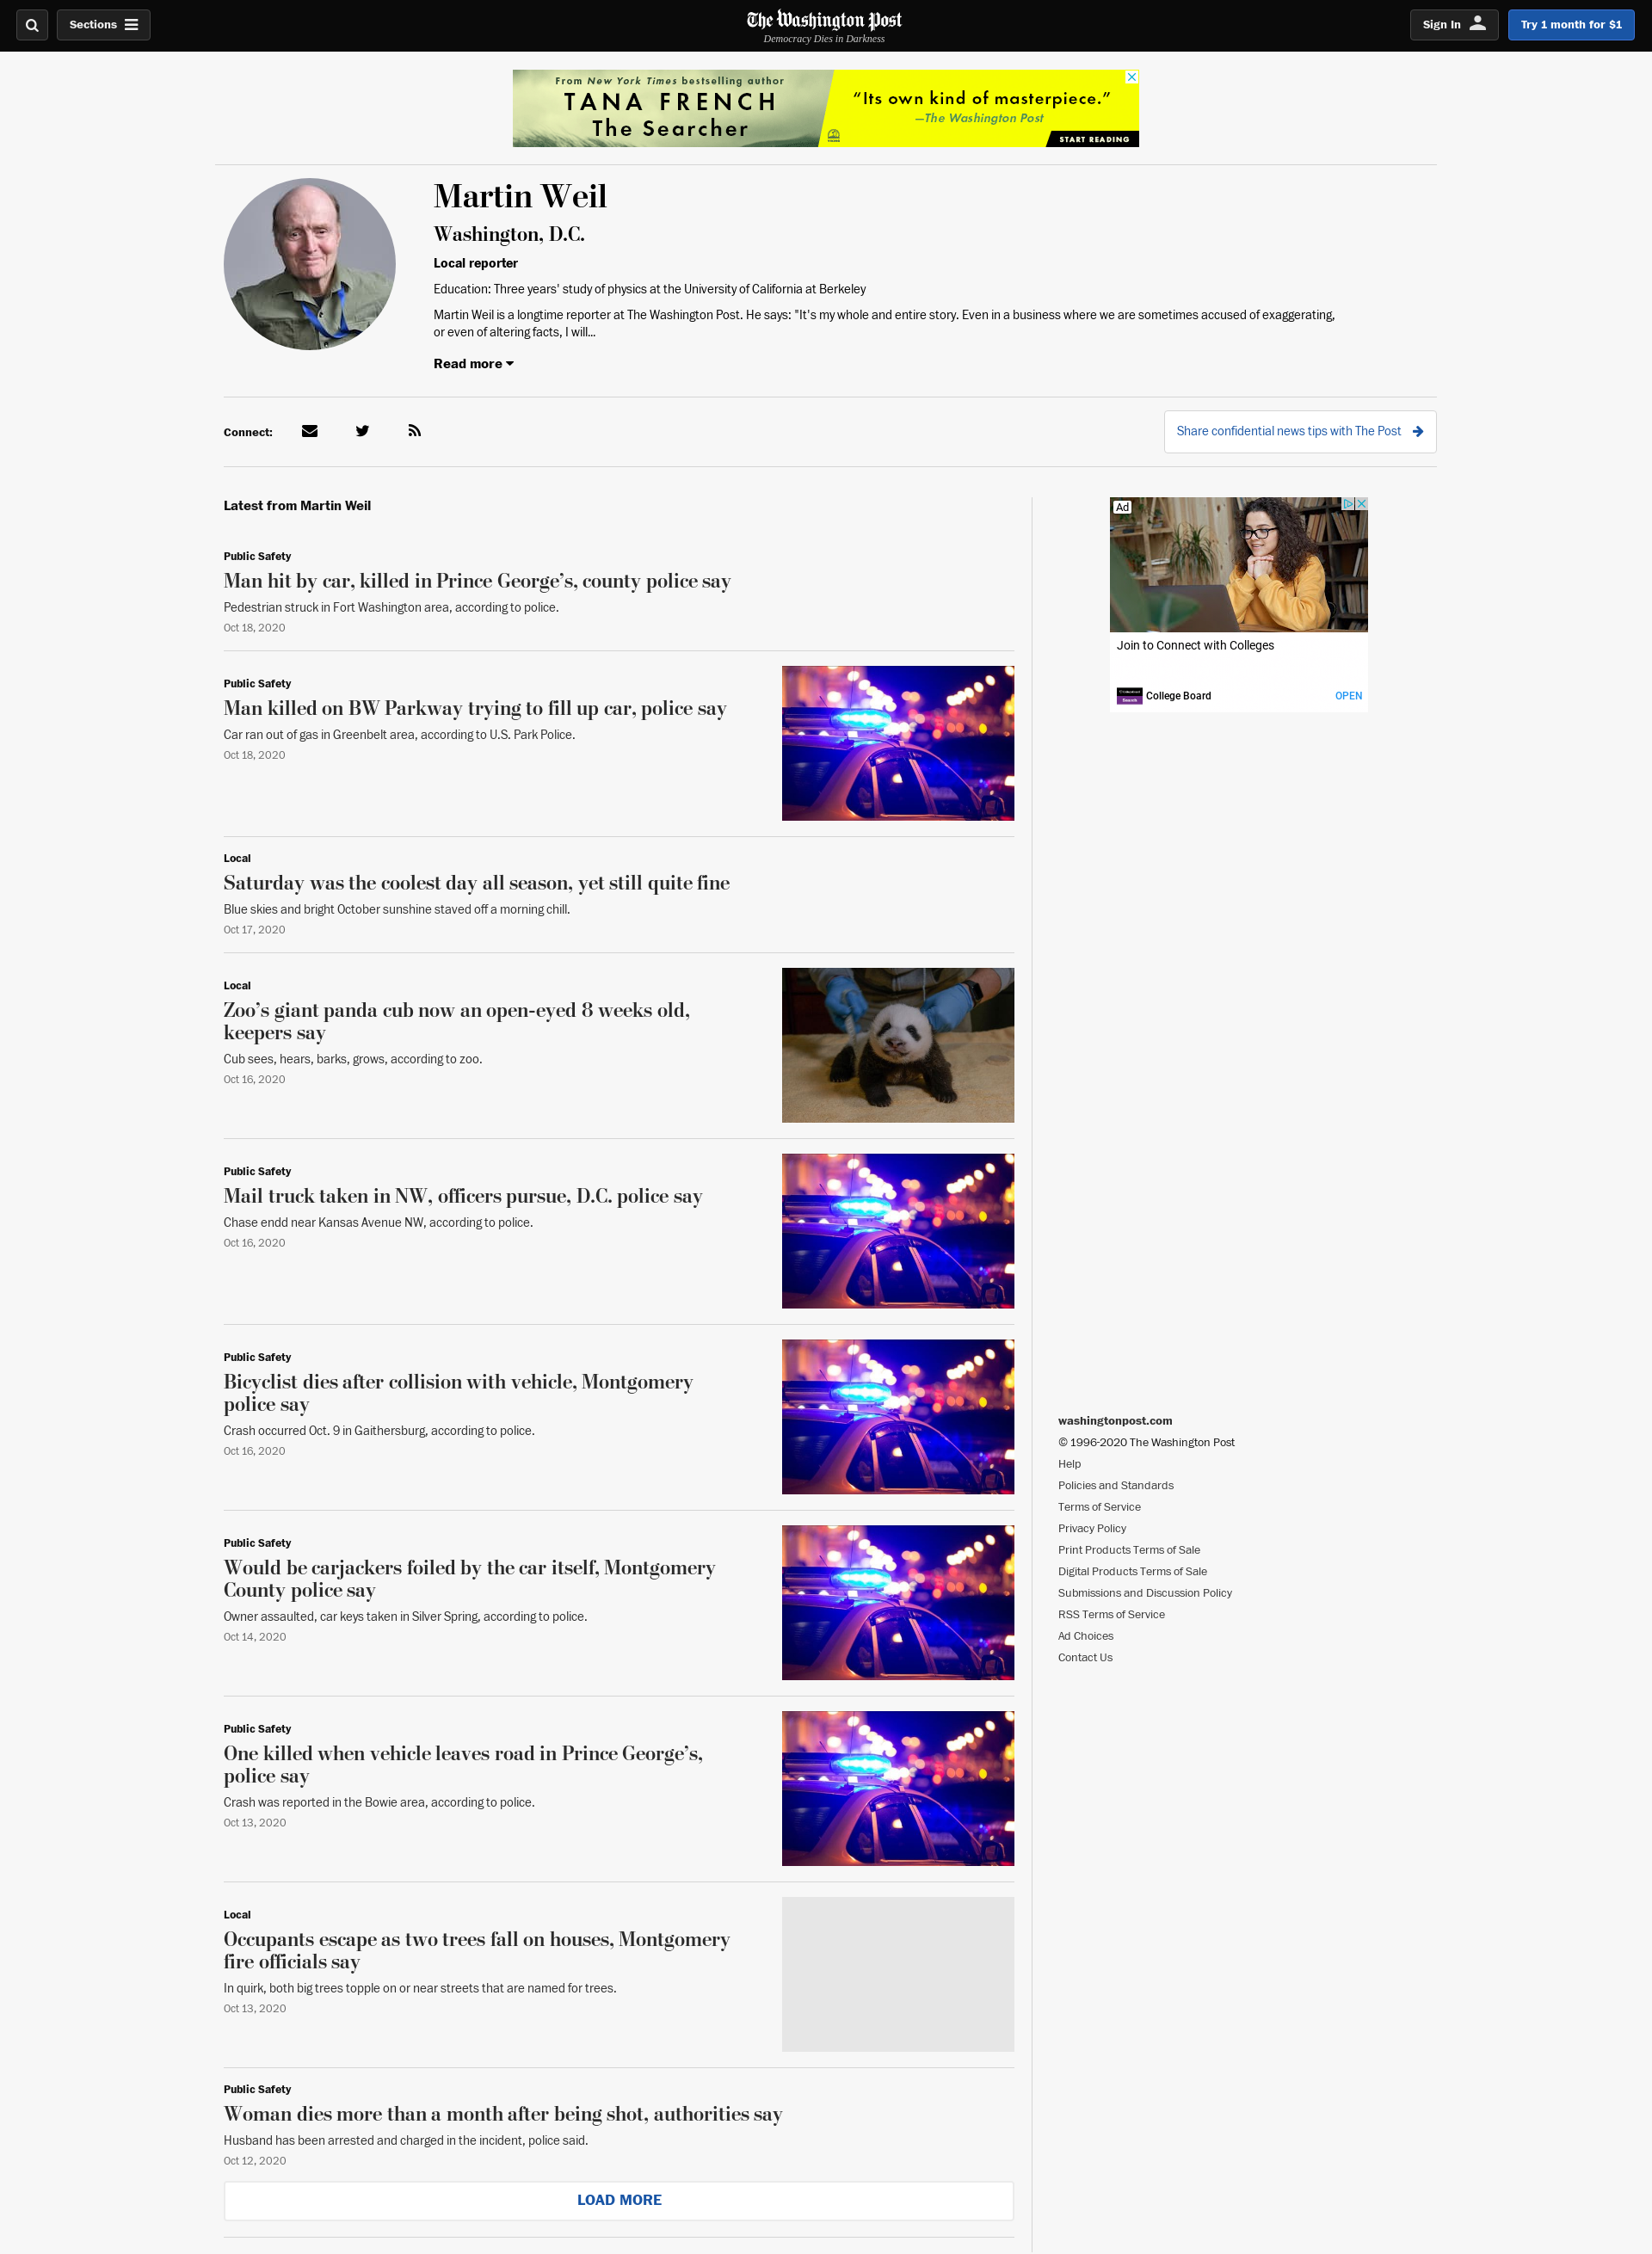 Sections
The Washington Post
Democracy Dies in Darkness
Sign In
Try 1 month for $1
From New York Times bestselling author
TANA FRENCH
The Searcher
“Its own kind of masterpiece.”
—The Washington Post
START READING
Martin Weil
Washington, D.C.
Local reporter
Education: Three years' study of physics at the University of California at Berkeley
Martin Weil is a longtime reporter at The Washington Post. He says: "It's my whole and entire story. Even in a business where we are sometimes accused of exaggerating,
or even of altering facts, I will...
Read more
Connect:
Share confidential news tips with The Post
Latest from Martin Weil
Public Safety
Man hit by car, killed in Prince George’s, county police say
Pedestrian struck in Fort Washington area, according to police.
Oct 18, 2020
Public Safety
Man killed on BW Parkway trying to fill up car, police say
Car ran out of gas in Greenbelt area, according to U.S. Park Police.
Oct 18, 2020
Local
Saturday was the coolest day all season, yet still quite fine
Blue skies and bright October sunshine staved off a morning chill.
Oct 17, 2020
Local
Zoo’s giant panda cub now an open-eyed 8 weeks old,
keepers say
Cub sees, hears, barks, grows, according to zoo.
Oct 16, 2020
Public Safety
Mail truck taken in NW, officers pursue, D.C. police say
Chase endd near Kansas Avenue NW, according to police.
Oct 16, 2020
Public Safety
Bicyclist dies after collision with vehicle, Montgomery
police say
Crash occurred Oct. 9 in Gaithersburg, according to police.
Oct 16, 2020
Public Safety
Would be carjackers foiled by the car itself, Montgomery
County police say
Owner assaulted, car keys taken in Silver Spring, according to police.
Oct 14, 2020
Public Safety
One killed when vehicle leaves road in Prince George’s,
police say
Crash was reported in the Bowie area, according to police.
Oct 13, 2020
Local
Occupants escape as two trees fall on houses, Montgomery
fire officials say
In quirk, both big trees topple on or near streets that are named for trees.
Oct 13, 2020
Public Safety
Woman dies more than a month after being shot, authorities say
Husband has been arrested and charged in the incident, police said.
Oct 12, 2020
LOAD MORE
Ad
Join to Connect with Colleges
College Board
OPEN
washingtonpost.com
© 1996-2020 The Washington Post
Help
Policies and Standards
Terms of Service
Privacy Policy
Print Products Terms of Sale
Digital Products Terms of Sale
Submissions and Discussion Policy
RSS Terms of Service
Ad Choices
Contact Us